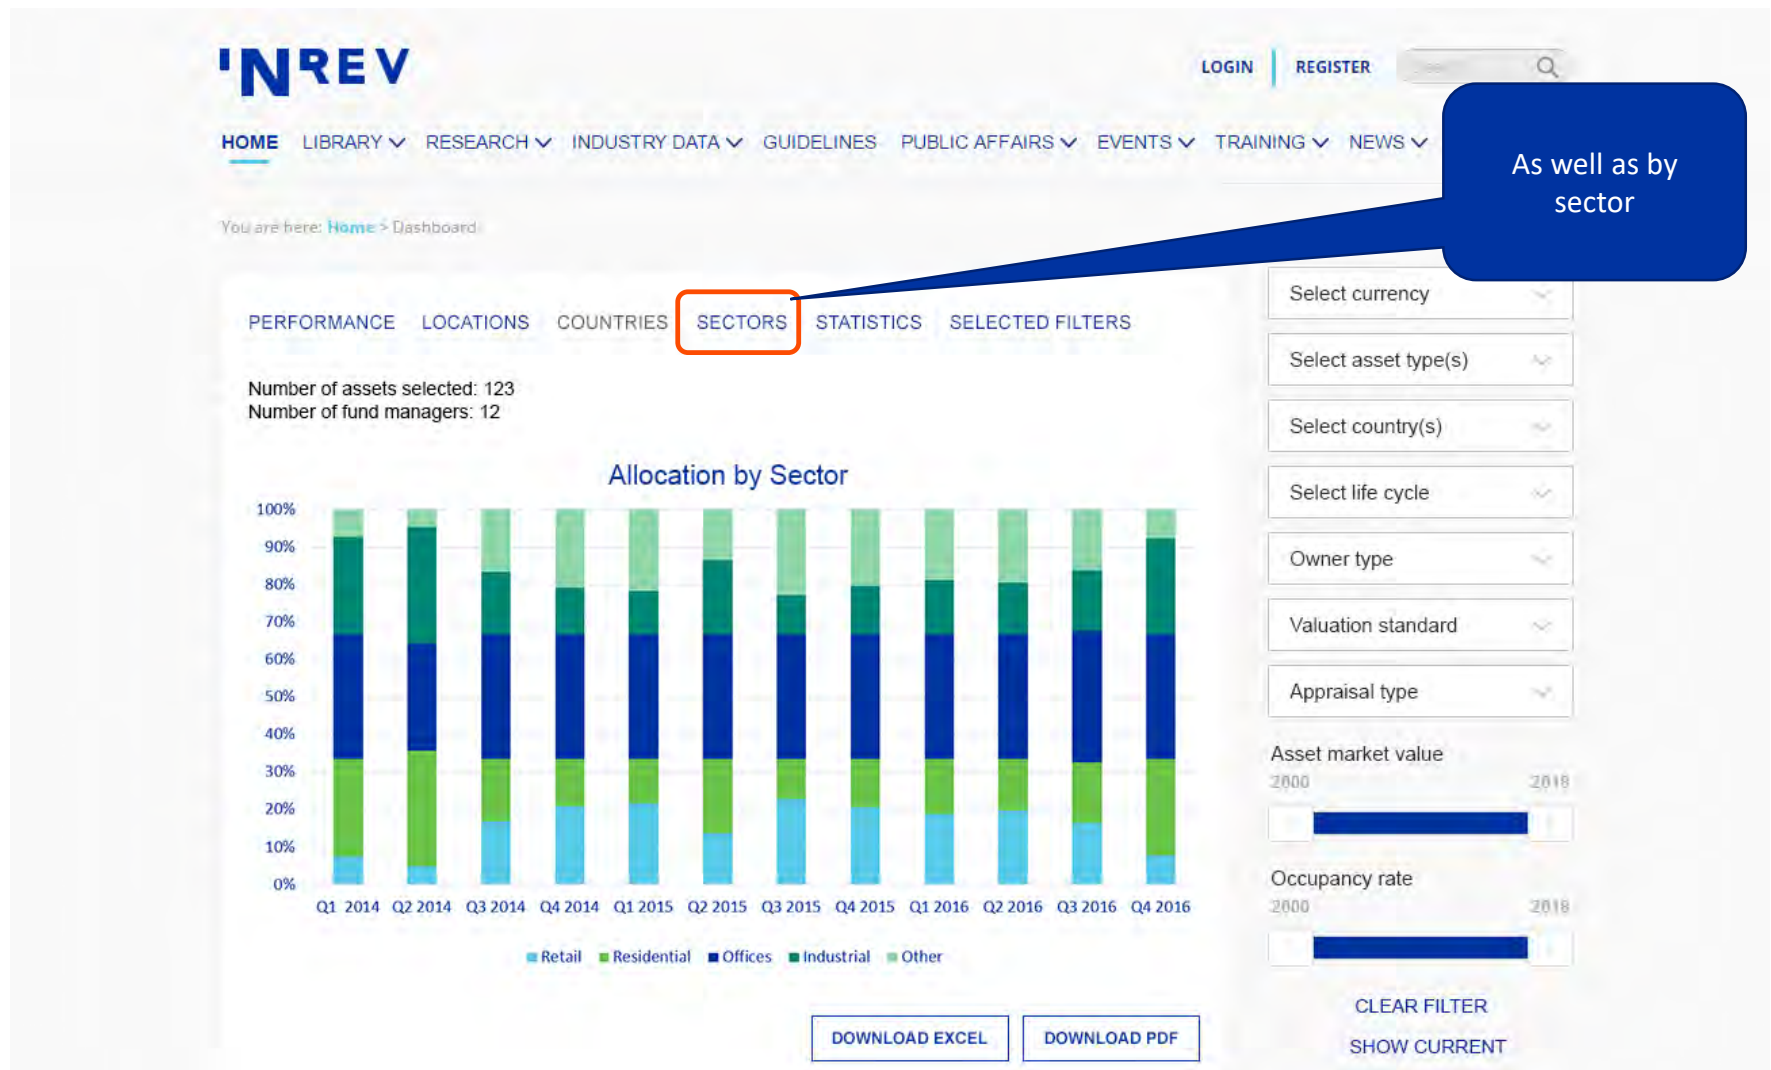 INREV
LOGIN REGISTER
HOME LIBRARY RESEARCH INDUSTRY DATA GUIDELINES PUBLIC AFFAIRS EVENTS TRAINING NEWS
As well as by
sector
You are here: Home > Dashboard
PERFORMANCE LOCATIONS COUNTRIES SECTORS STATISTICS SELECTED FILTERS
Number of assets selected: 123
Number of fund managers: 12
Allocation by Sector
100%
90%
80%
70%
60%
50%
40%
30%
20%
10%
0%
Q1 2014 Q2 2014 Q3 2014 Q4 2014 Q1 2015 Q2 2015 Q3 2015 Q4 2015 Q1 2016 Q2 2016 Q3 2016 Q4 2016
Retail Residential Offices Industrial Other
DOWNLOAD EXCEL DOWNLOAD PDF
Select currency
Select asset type(s)
Select country(s)
Select life cycle
Owner type
Valuation standard
Appraisal type
Asset market value
2000 2018
Occupancy rate
2000 2018
CLEAR FILTER
SHOW CURRENT